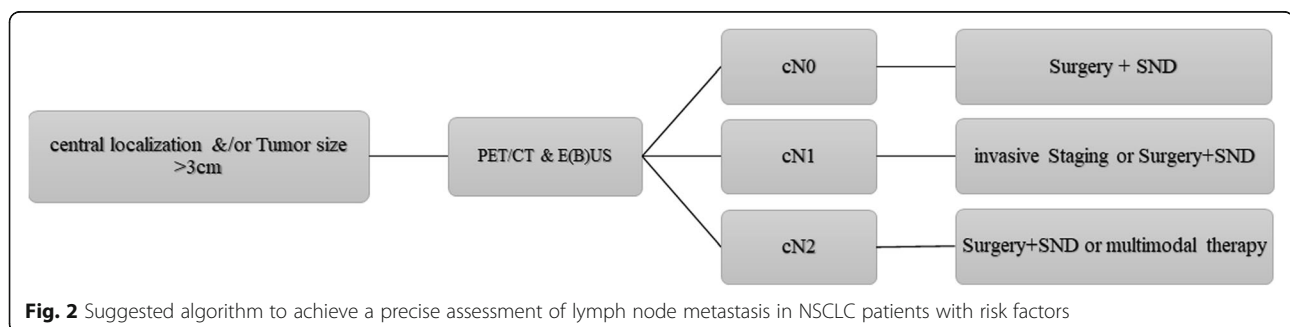 cN0
Surgery + SND
central localization &/or Tumor size
>3cm
PET/CT & E(B)US
cN1
invasive Staging or Surgery+SND
cN2
Surgery+SND or multimodal therapy
Fig. 2 Suggested algorithm to achieve a precise assessment of lymph node metastasis in NSCLC patients with risk factors